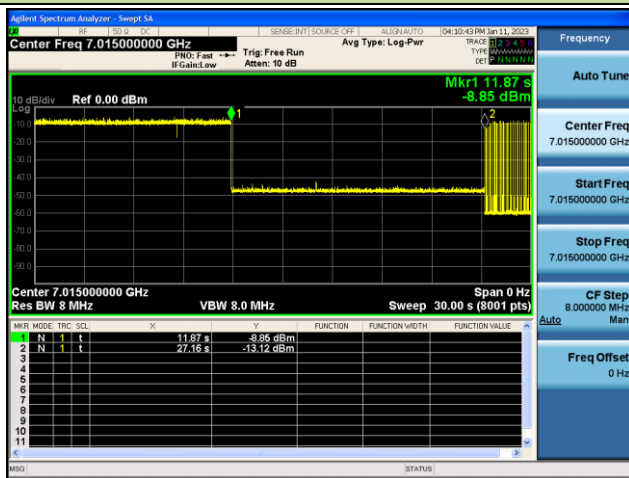 Agilent Spectrum Analyzer - Swept SA
RF 50 Ω DC SENSE:INT SOURCE OFF ALIGN AUTO 04:10:43 PM Jan 11, 2023
Center Freq 7.015000000 GHz
PNO: Fast
IFGain:Low
Trig: Free Run
Atten: 10 dB
Avg Type: Log-Pwr
TRACE 1 2 3 4 5 6
TYPE
DET P N N N N N
Mkr1 11.87 s
-8.85 dBm
10 dB/div Ref 0.00 dBm
Log
1
2
-10.0
-20.0
-30.0
-40.0
-50.0
-60.0
-70.0
-80.0
-90.0
Center 7.015000000 GHz Span 0 Hz
Res BW 8 MHz VBW 8.0 MHz Sweep 30.00 s (8001 pts)
MKR MODE TRC SCL X Y FUNCTION FUNCTION WIDTH FUNCTION VALUE
1 N 1 t 11.87 s -8.85 dBm
2 N 1 t 27.16 s -13.12 dBm
3
4
5
6
7
8
9
10
11
MSG STATUS
Frequency
Auto Tune
Center Freq
7.015000000 GHz
Start Freq
7.015000000 GHz
Stop Freq
7.015000000 GHz
CF Step
8.000000 MHz
Auto Man
Freq Offset
0 Hz